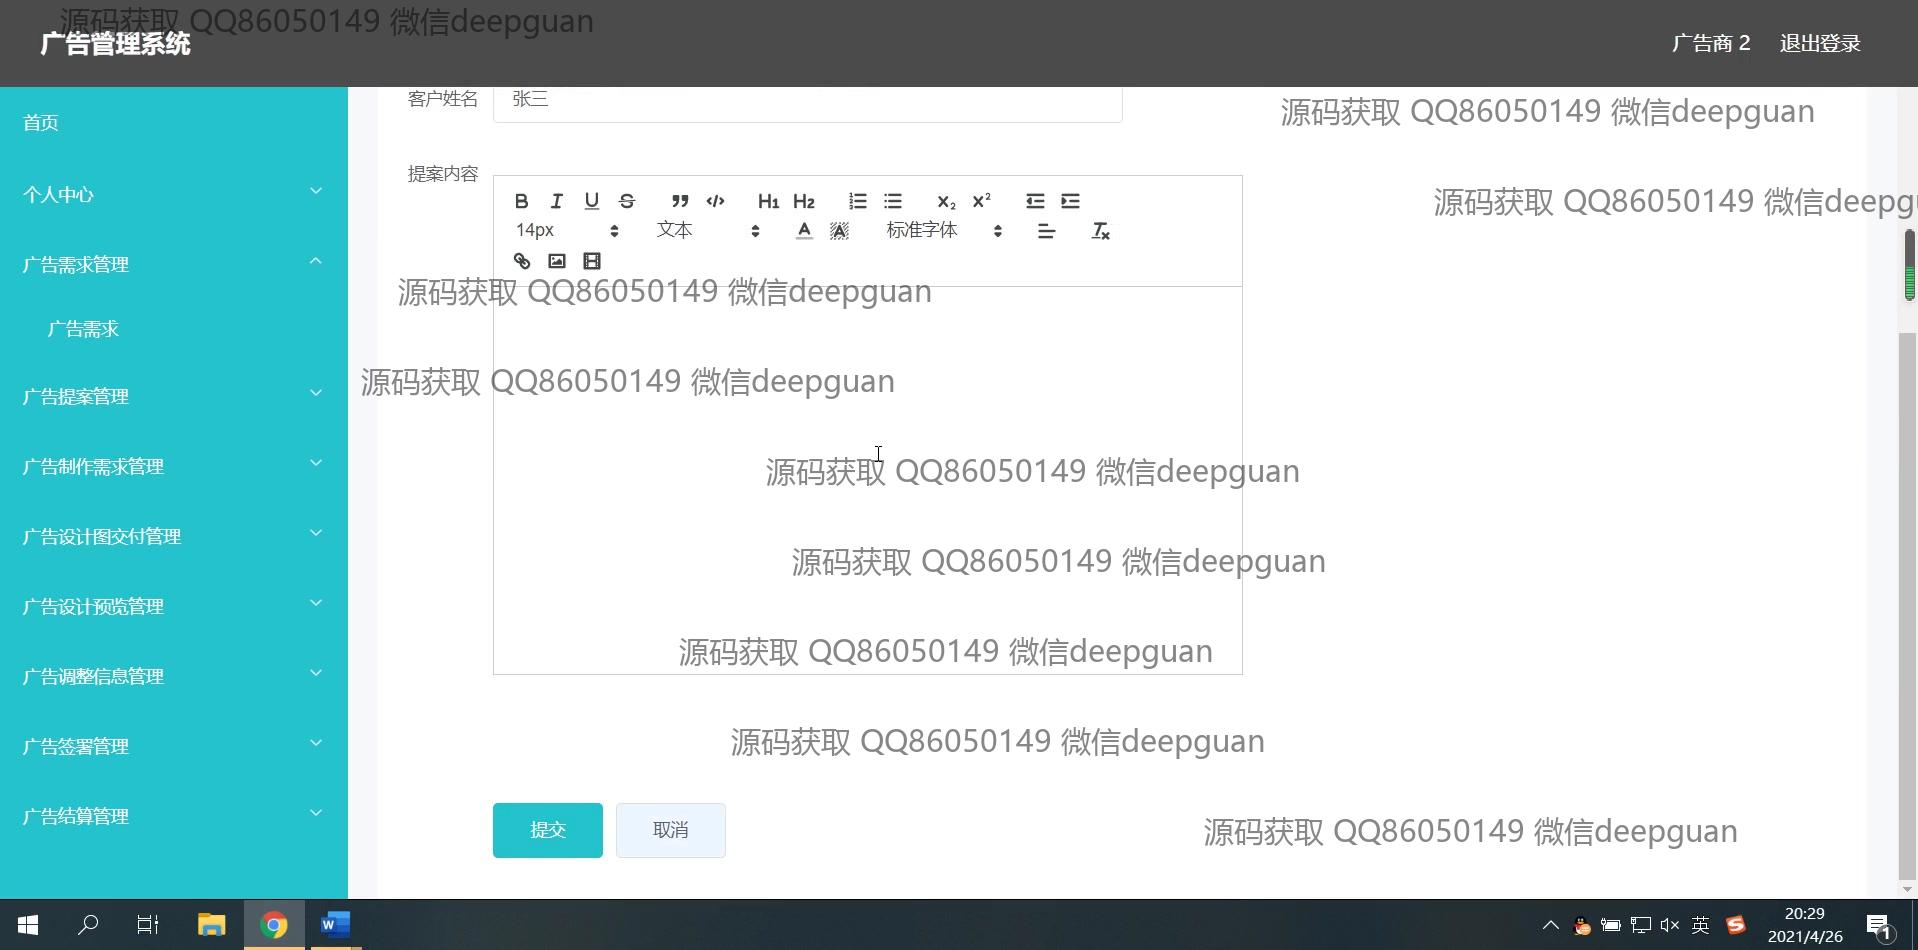 源码获取 QQ86050149 微信deepguan
广告管理系统
广告商 2
退出登录
客户姓名
张三
源码获取 QQ86050149 微信deepguan
首页
个人中心
提案内容
源码获取 QQ86050149 微信deepgu
B I U S H1 H2 X2 X2
14px
文本
A
A
标准字体
广告需求管理
源码获取 QQ86050149 微信deepguan
广告需求
源码获取 QQ86050149 微信deepguan
广告提案管理
广告制作需求管理
源码获取 QQ86050149 微信deepguan
广告设计图交付管理
源码获取 QQ86050149 微信deepguan
广告设计预览管理
源码获取 QQ86050149 微信deepguan
广告调整信息管理
广告签署管理
源码获取 QQ86050149 微信deepguan
广告结算管理
提交
取消
源码获取 QQ86050149 微信deepguan
英
20:29
2021/4/26
1